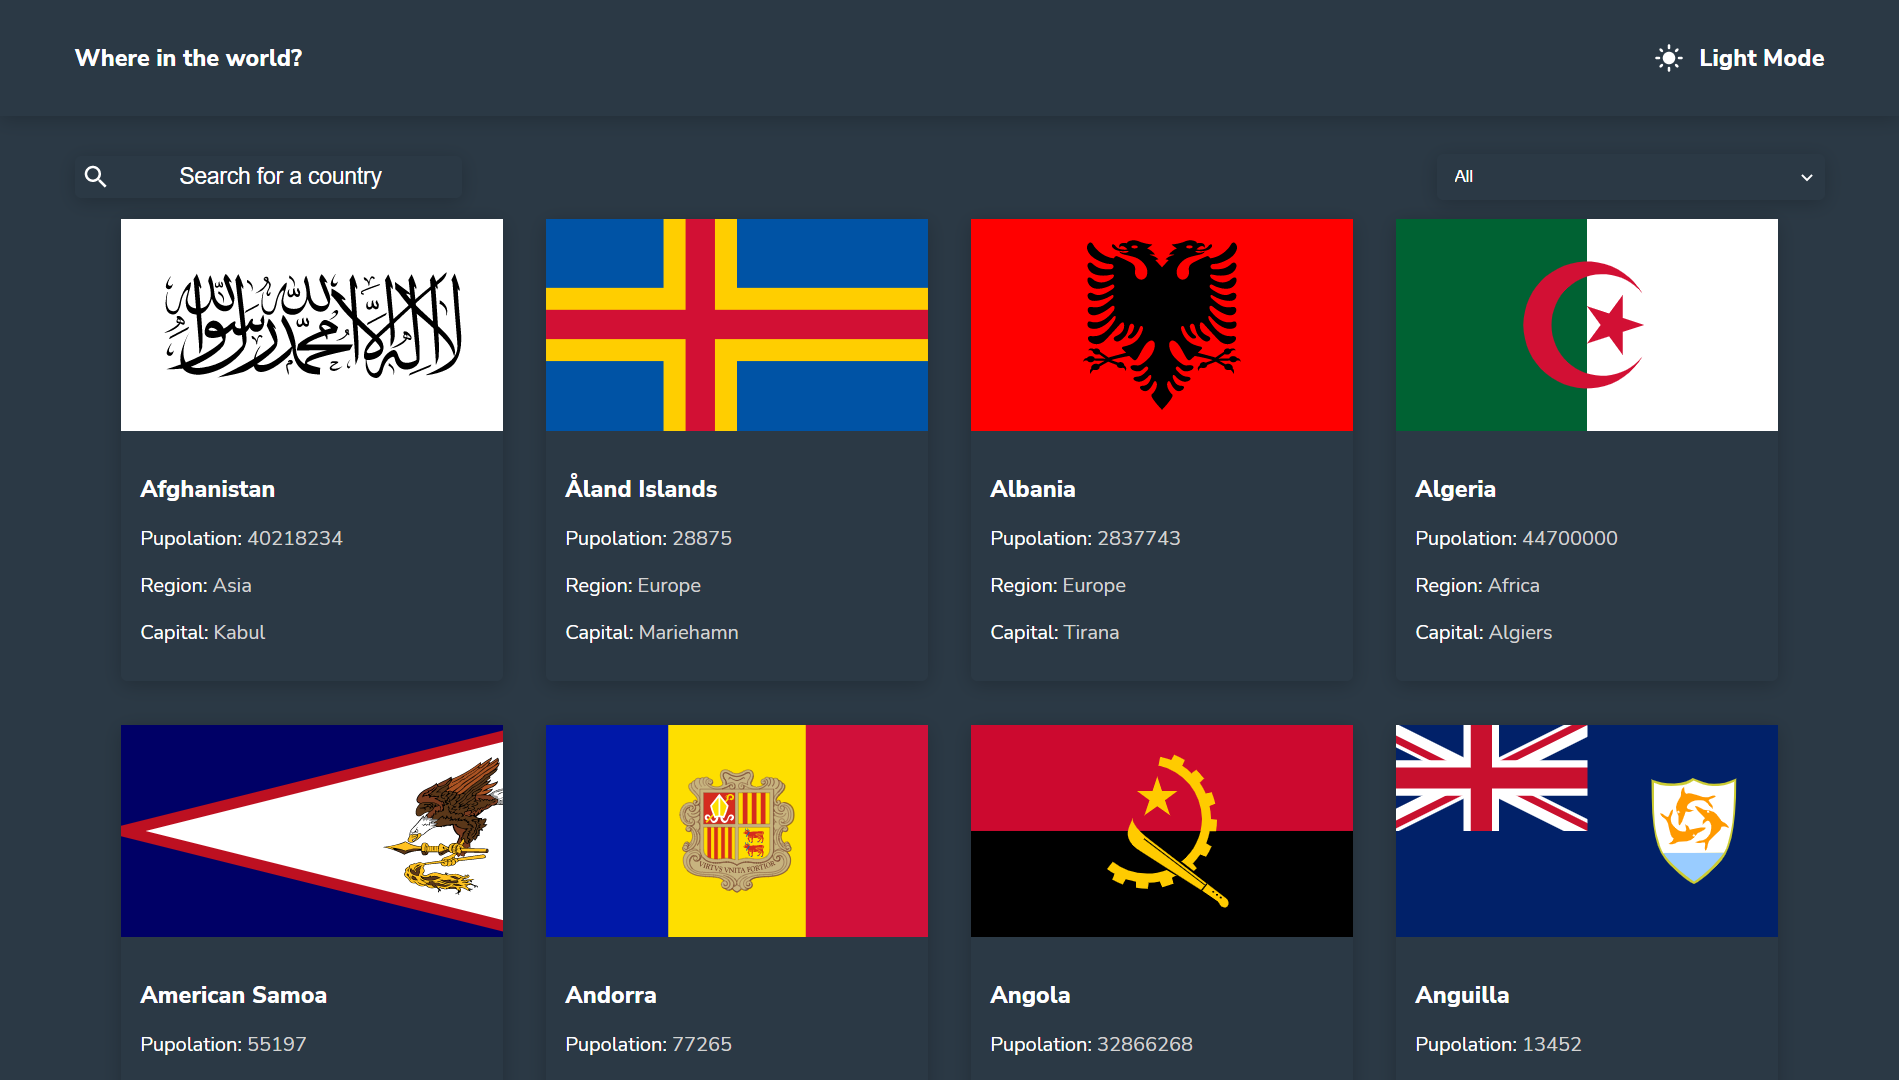 Where in the world?
Light Mode
Search for a country
All
لا إله إلا الله محمد رسول الله
Afghanistan
Pupolation: 40218234
Region: Asia
Capital: Kabul
Åland Islands
Pupolation: 28875
Region: Europe
Capital: Mariehamn
Albania
Pupolation: 2837743
Region: Europe
Capital: Tirana
Algeria
Pupolation: 44700000
Region: Africa
Capital: Algiers
VIRTVS VNITA FORTIOR
American Samoa
Pupolation: 55197
Andorra
Pupolation: 77265
Angola
Pupolation: 32866268
Anguilla
Pupolation: 13452